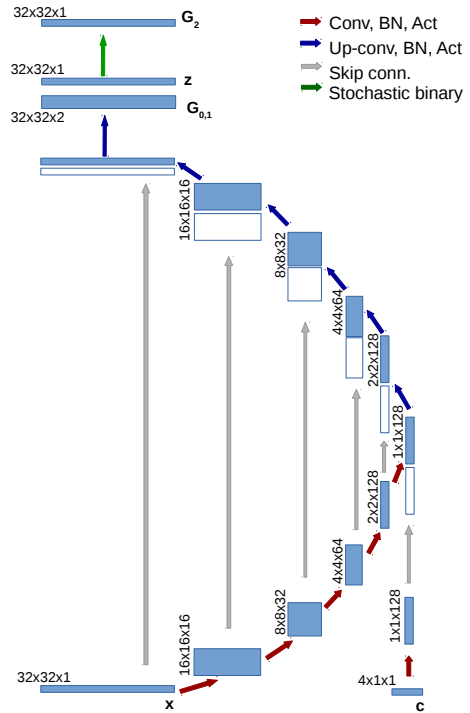 32x32x1
G2
Conv, BN, Act
Up-conv, BN, Act
Skip conn.
Stochastic binary
32x32x1
z
G0,1
32x32x2
16x16x16
8x8x32
4x4x64
2x2x128
1x1x128
2x2x128
4x4x64
8x8x32
1x1x128
16x16x16
32x32x1
x
4x1x1
c